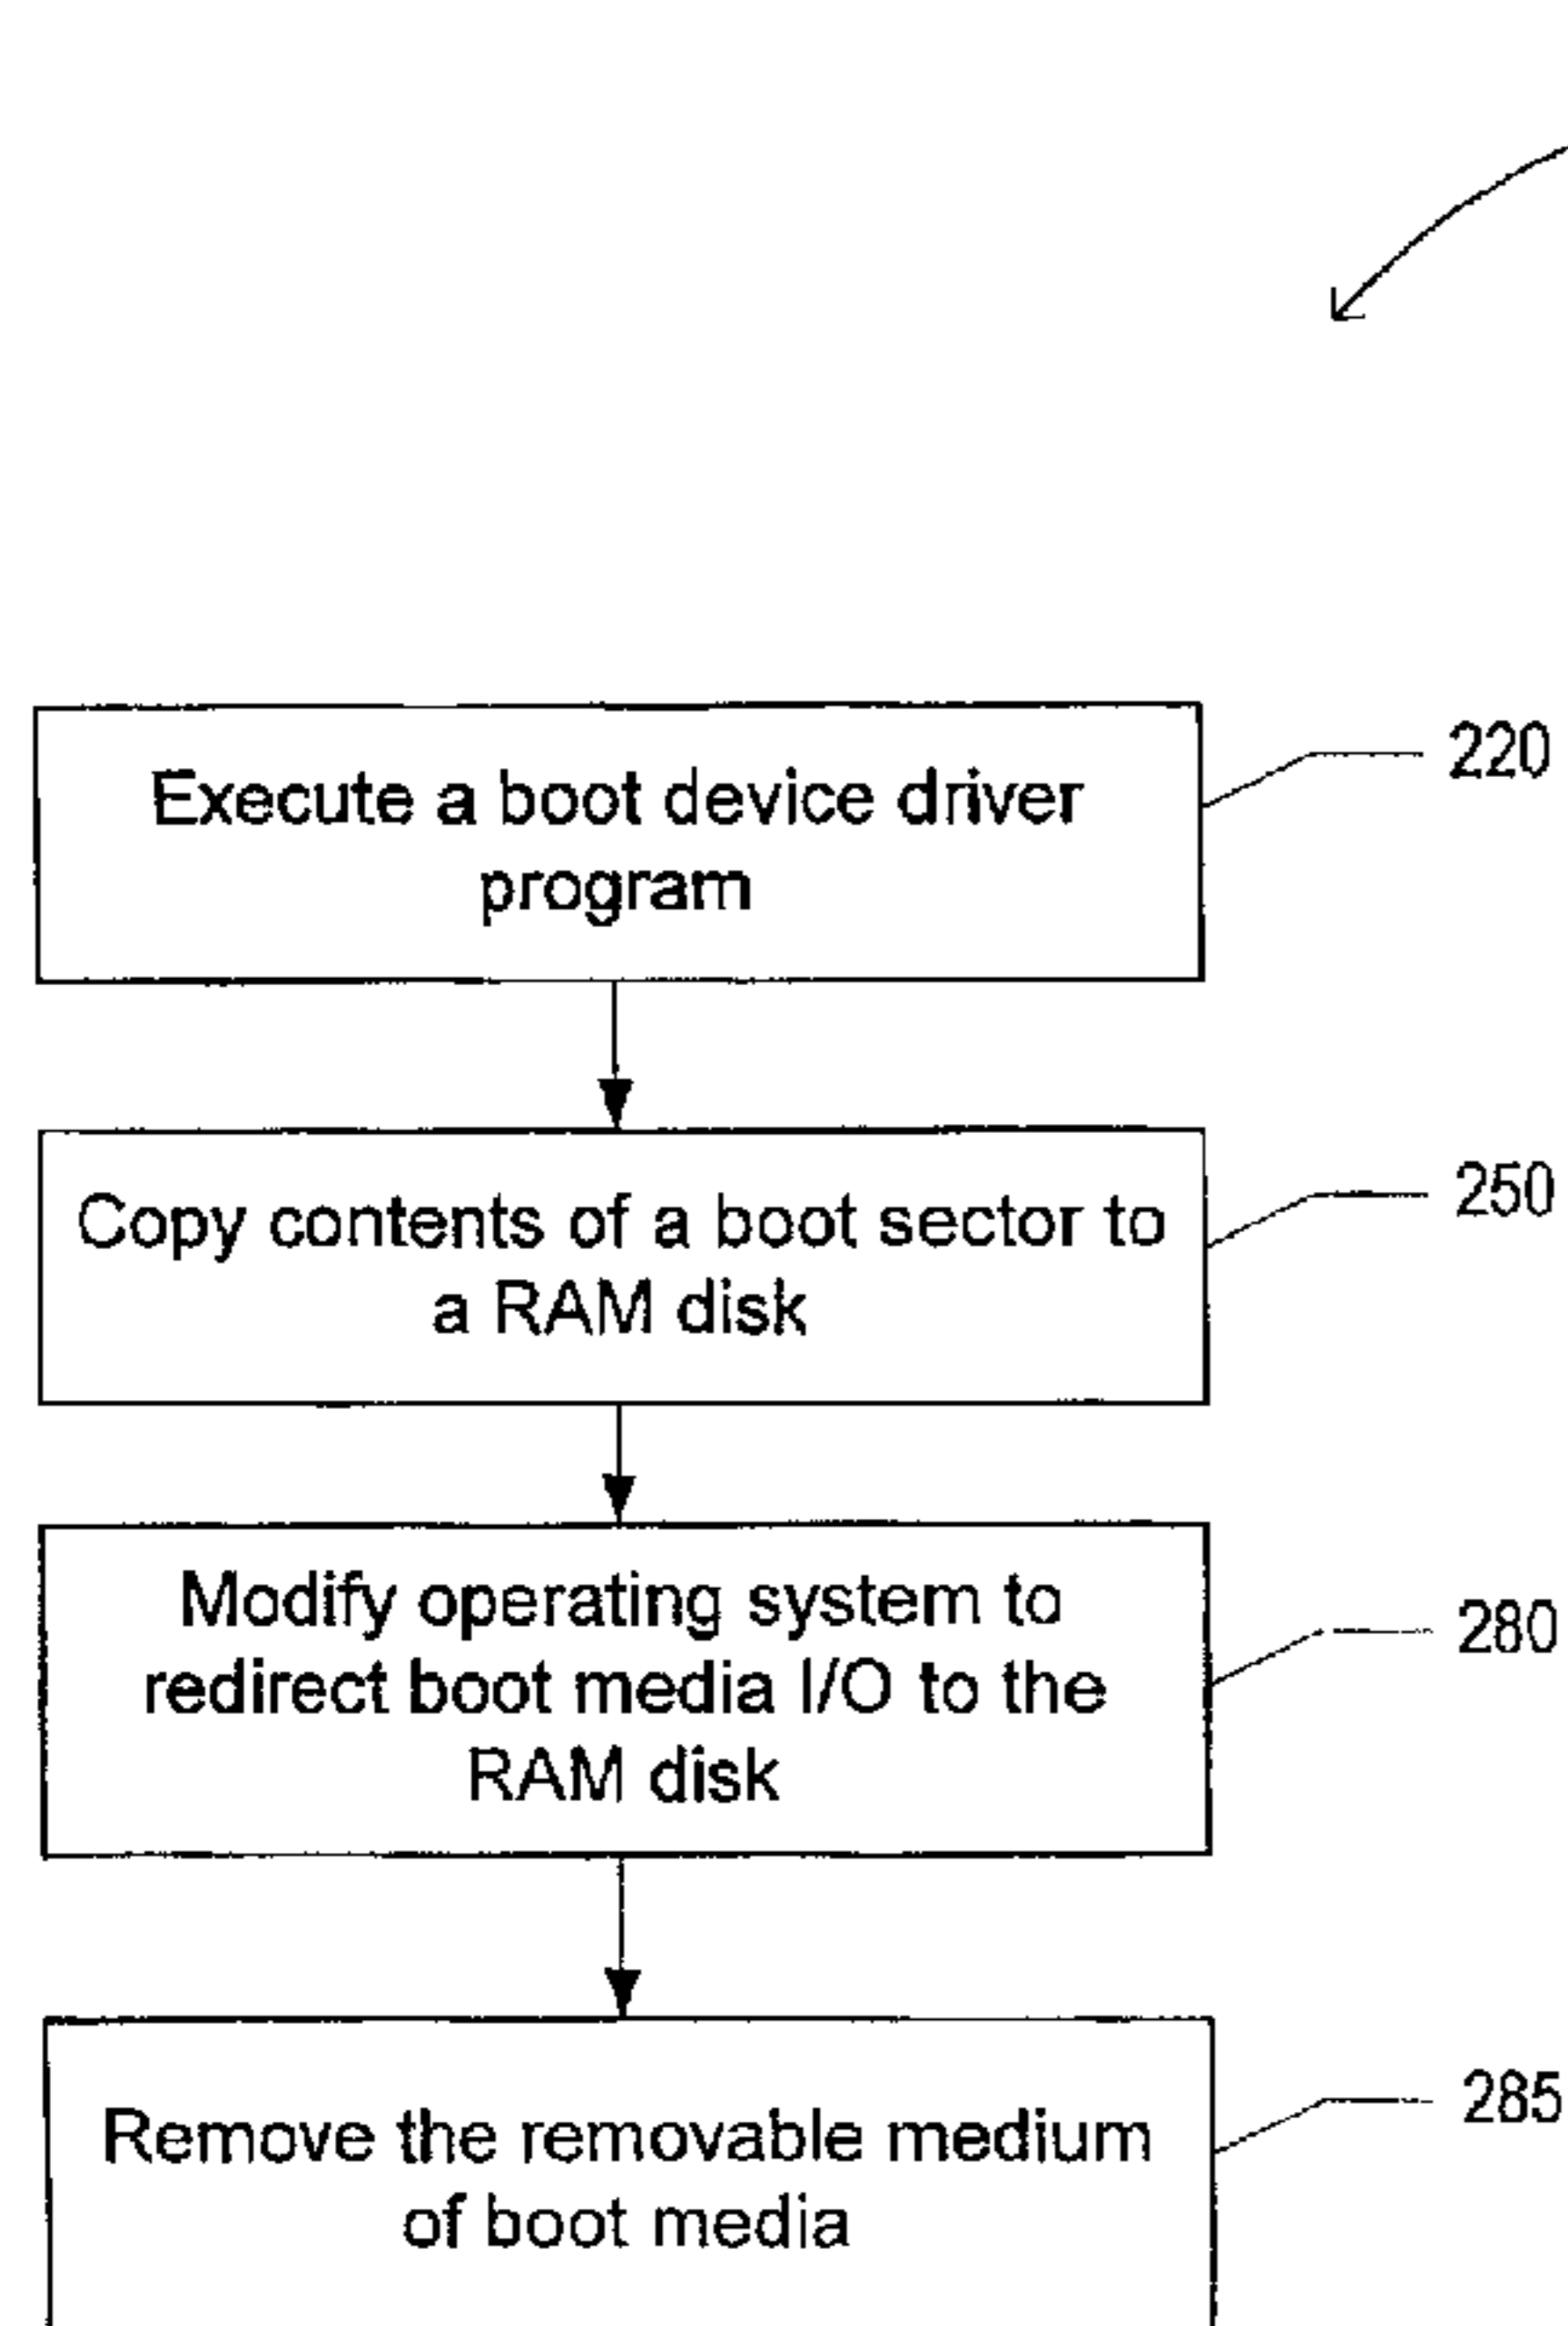 Execute a boot device driver
program
220
Copy contents of a boot sector to
a RAM disk
250
Modify operating system to
redirect boot media I/O to the
RAM disk
280
Remove the removable medium
of boot media
285